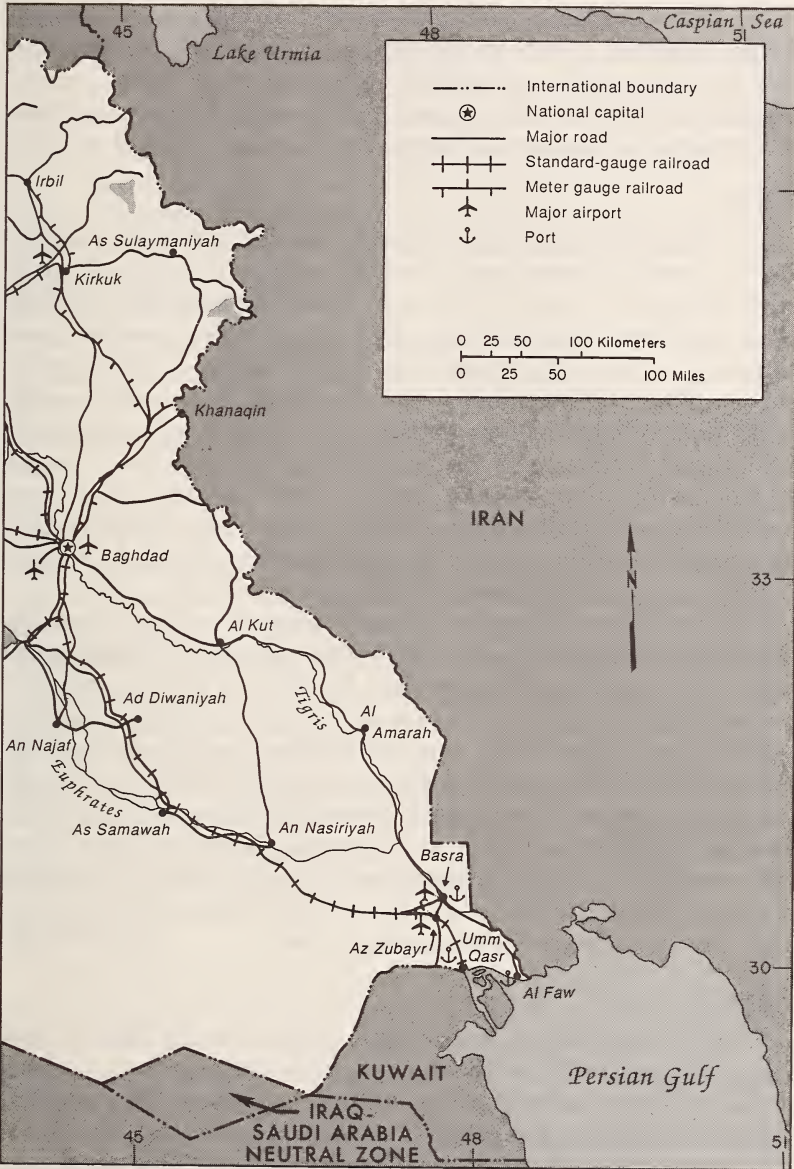 45
48
Caspian Sea
51
Lake Urmia
International boundary
National capital
Major road
Standard-gauge railroad
Meter gauge railroad
Major airport
Port
0 25 50 100 Kilometers
0 25 50 100 Miles
Irbil
As Sulaymaniyah
Kirkuk
Khanaqin
IRAN
Baghdad
N
33
Al Kut
Tigris
Ad Diwaniyah
Al
Amarah
An Najaf
Euphrates
As Samawah
An Nasiriyah
Basra
Az Zubayr
Umm
Qasr
30
Al Faw
KUWAIT
Persian Gulf
IRAQ-
SAUDI ARABIA
NEUTRAL ZONE
45
48
51